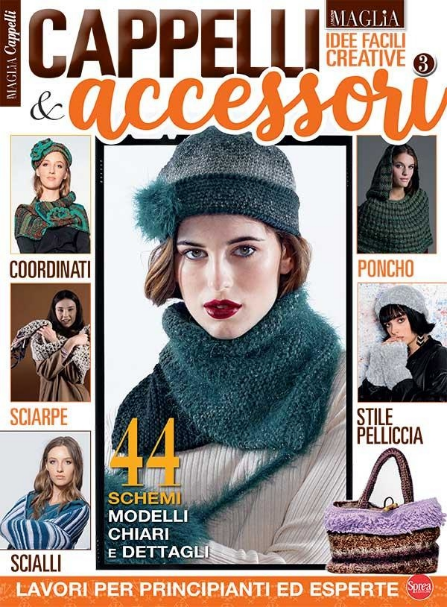 MAGLIA Cappelli
MAGLIA
CAPPELLI
IDEE FACILI
CREATIVE
3
& accessori
COORDINATI
PONCHO
SCIARPE
STILE
PELLICCIA
44
SCHEMI
MODELLI
CHIARI
E DETTAGLI
SCIALLI
LAVORI PER PRINCIPIANTI ED ESPERTE
Sprea